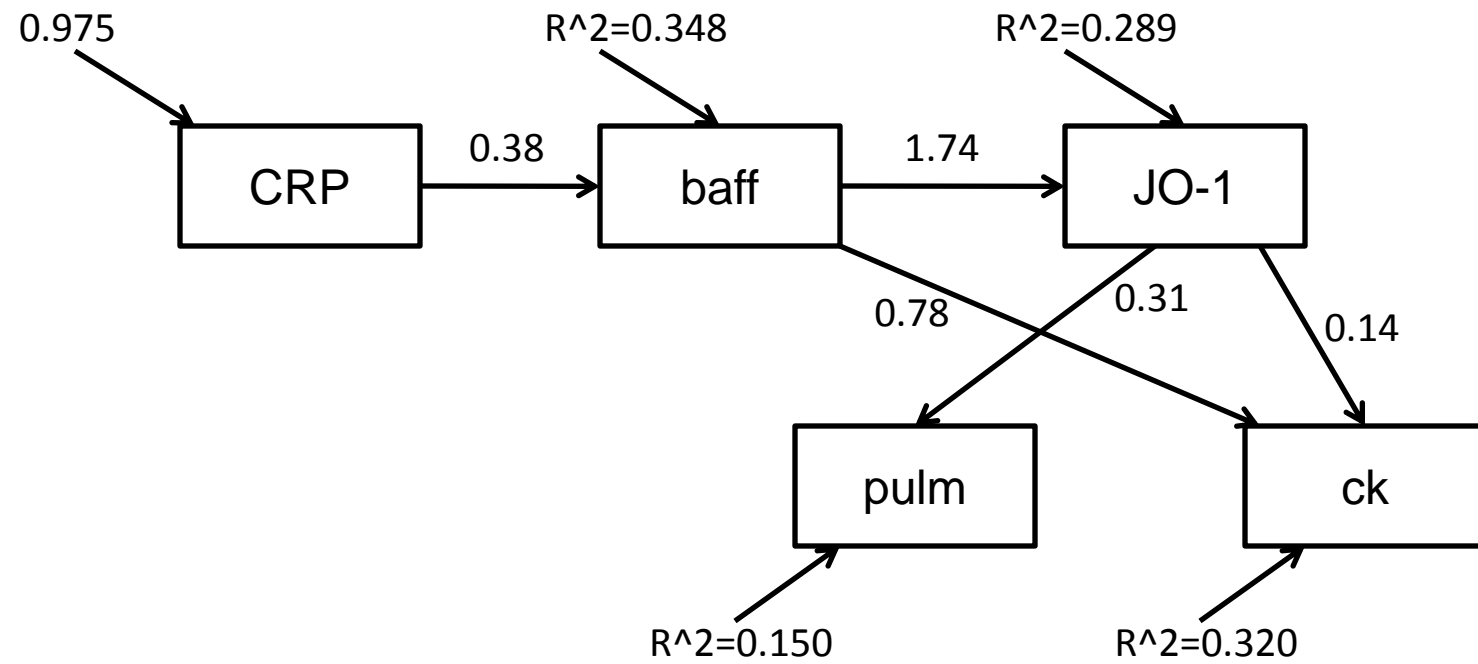 0.975
R^2=0.348
R^2=0.289
CRP
0.38
baff
1.74
JO-1
0.78
0.31
0.14
pulm
ck
R^2=0.150
R^2=0.320